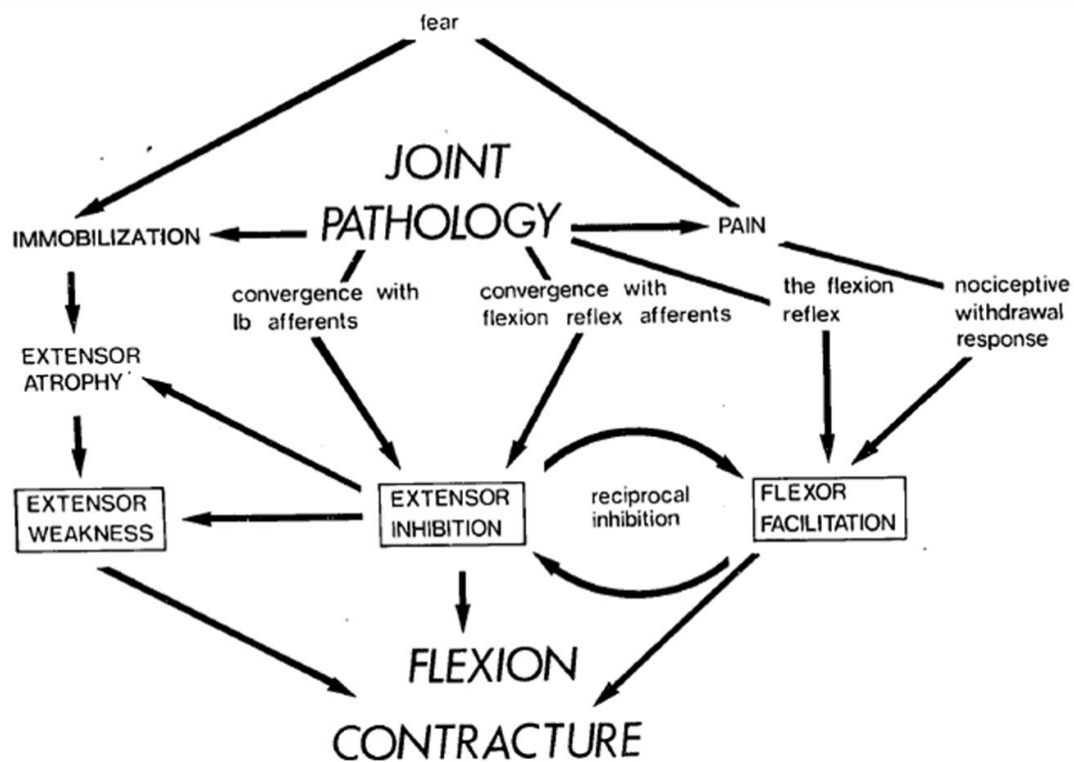 fear
JOINT
PATHOLOGY
IMMOBILIZATION
PAIN
convergence with
Ib afferents
convergence with
flexion reflex afferents
the flexion
reflex
nociceptive
withdrawal
response
EXTENSOR
ATROPHY
EXTENSOR
WEAKNESS
EXTENSOR
INHIBITION
reciprocal
inhibition
FLEXOR
FACILITATION
FLEXION
CONTRACTURE